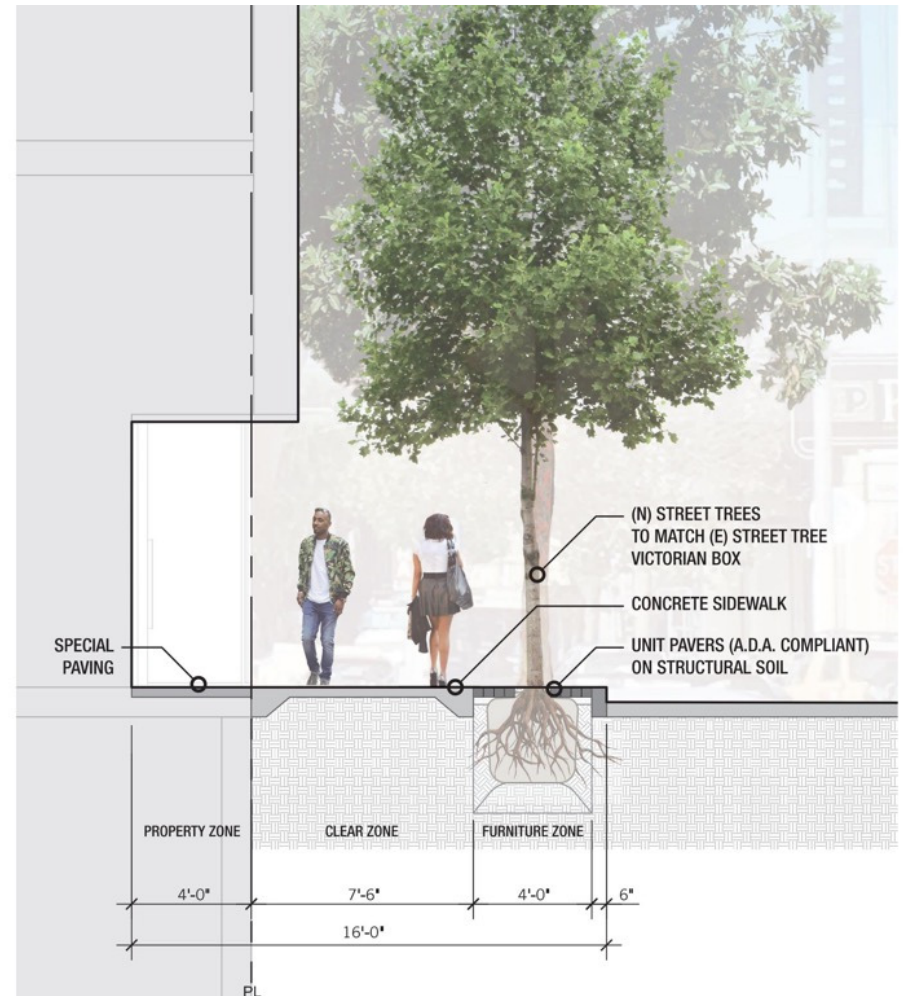 (N) STREET TREES
TO MATCH (E) STREET TREE
VICTORIAN BOX
CONCRETE SIDEWALK
SPECIAL
PAVING
UNIT PAVERS (A.D.A. COMPLIANT)
ON STRUCTURAL SOIL
PROPERTY ZONE
CLEAR ZONE
FURNITURE ZONE
4'-0"
7'-6"
4'-0"
6"
16'-0"
PL